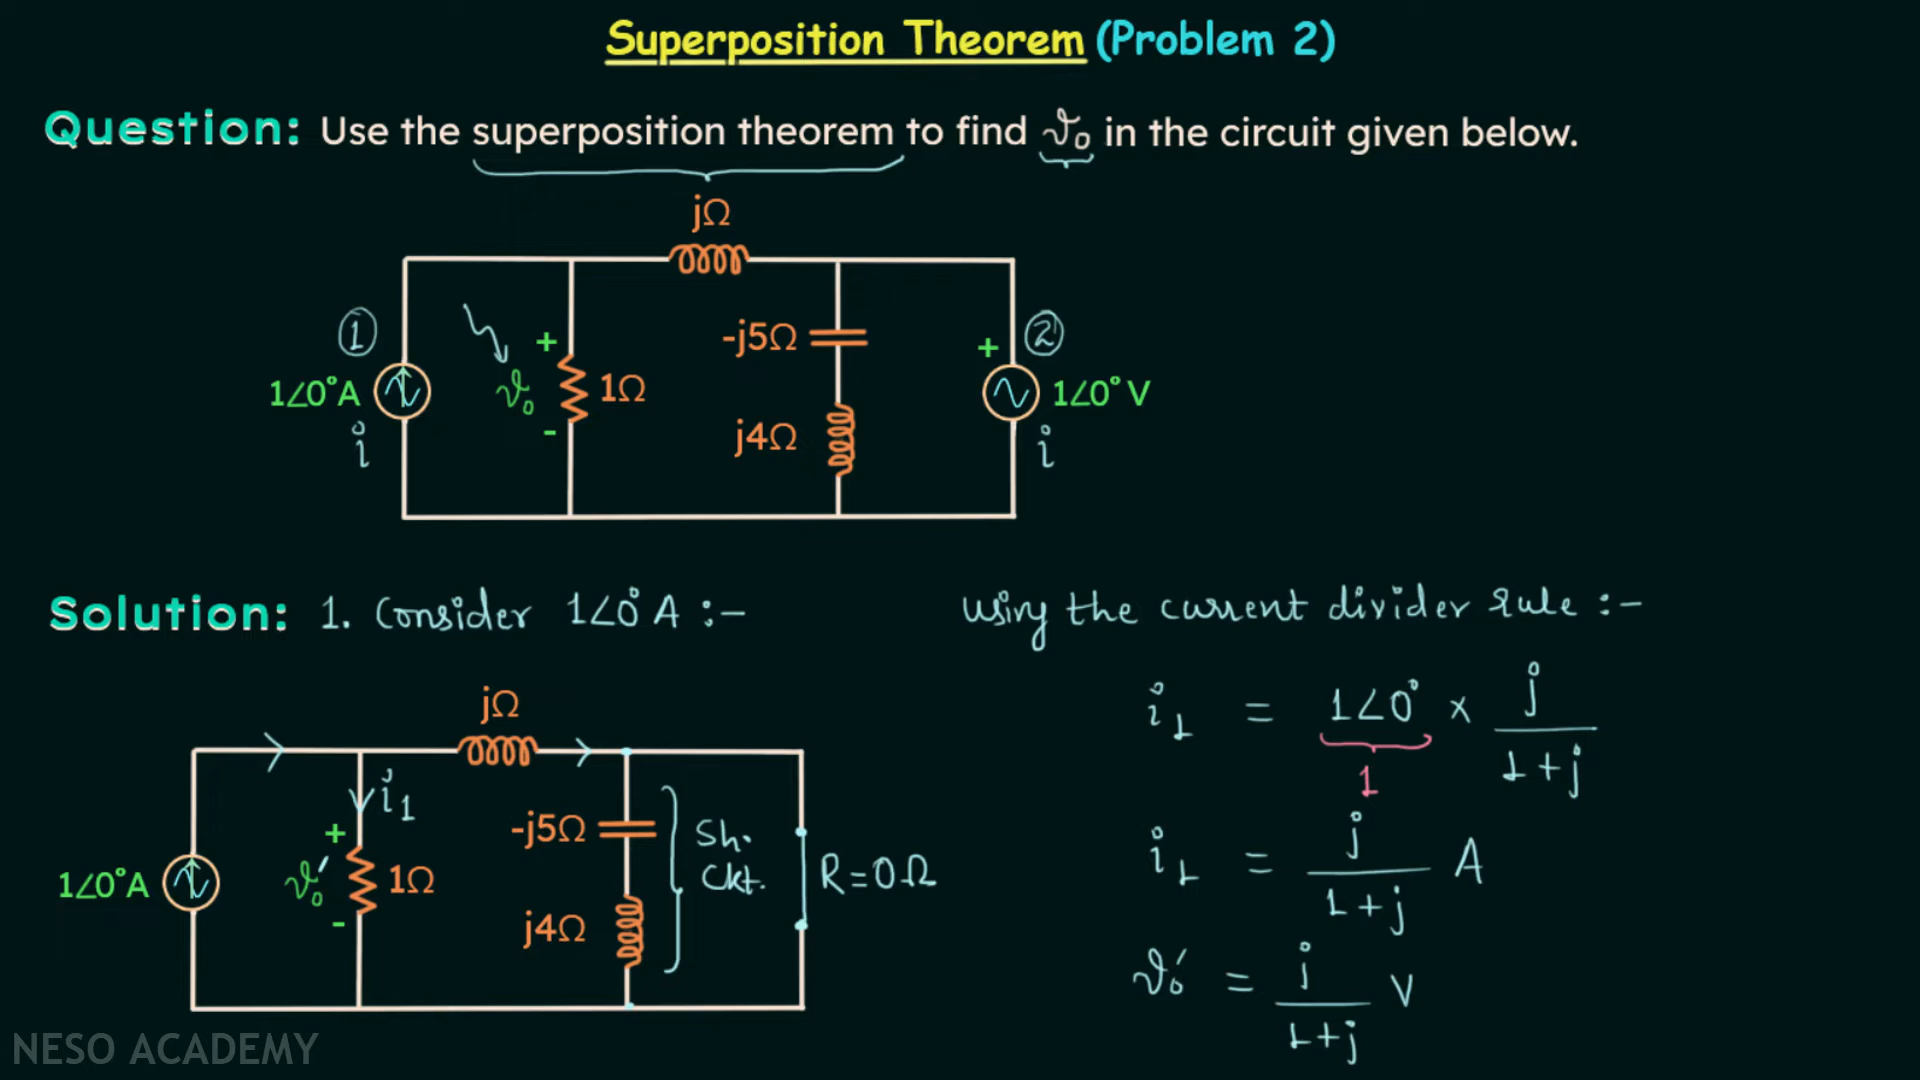 Superposition Theorem (Problem 2)
Question: Use the superposition theorem to find v₀ in the circuit given below.
jΩ
①
+
-j5Ω
+
②
1∠0°A
v₀
1Ω
1∠0° V
i
-
j4Ω
i
Solution: 1. Consider 1∠0° A :-
jΩ
i₁
+
-j5Ω
Sh.
Ckt.
1∠0°A
v₀′
1Ω
R=0Ω
-
j4Ω
using the current divider rule :-
i₁ = 1∠0° × j/(1+j)
1
i₁ = j/(1+j) A
v₀′ = j/(1+j) V
NESO ACADEMY